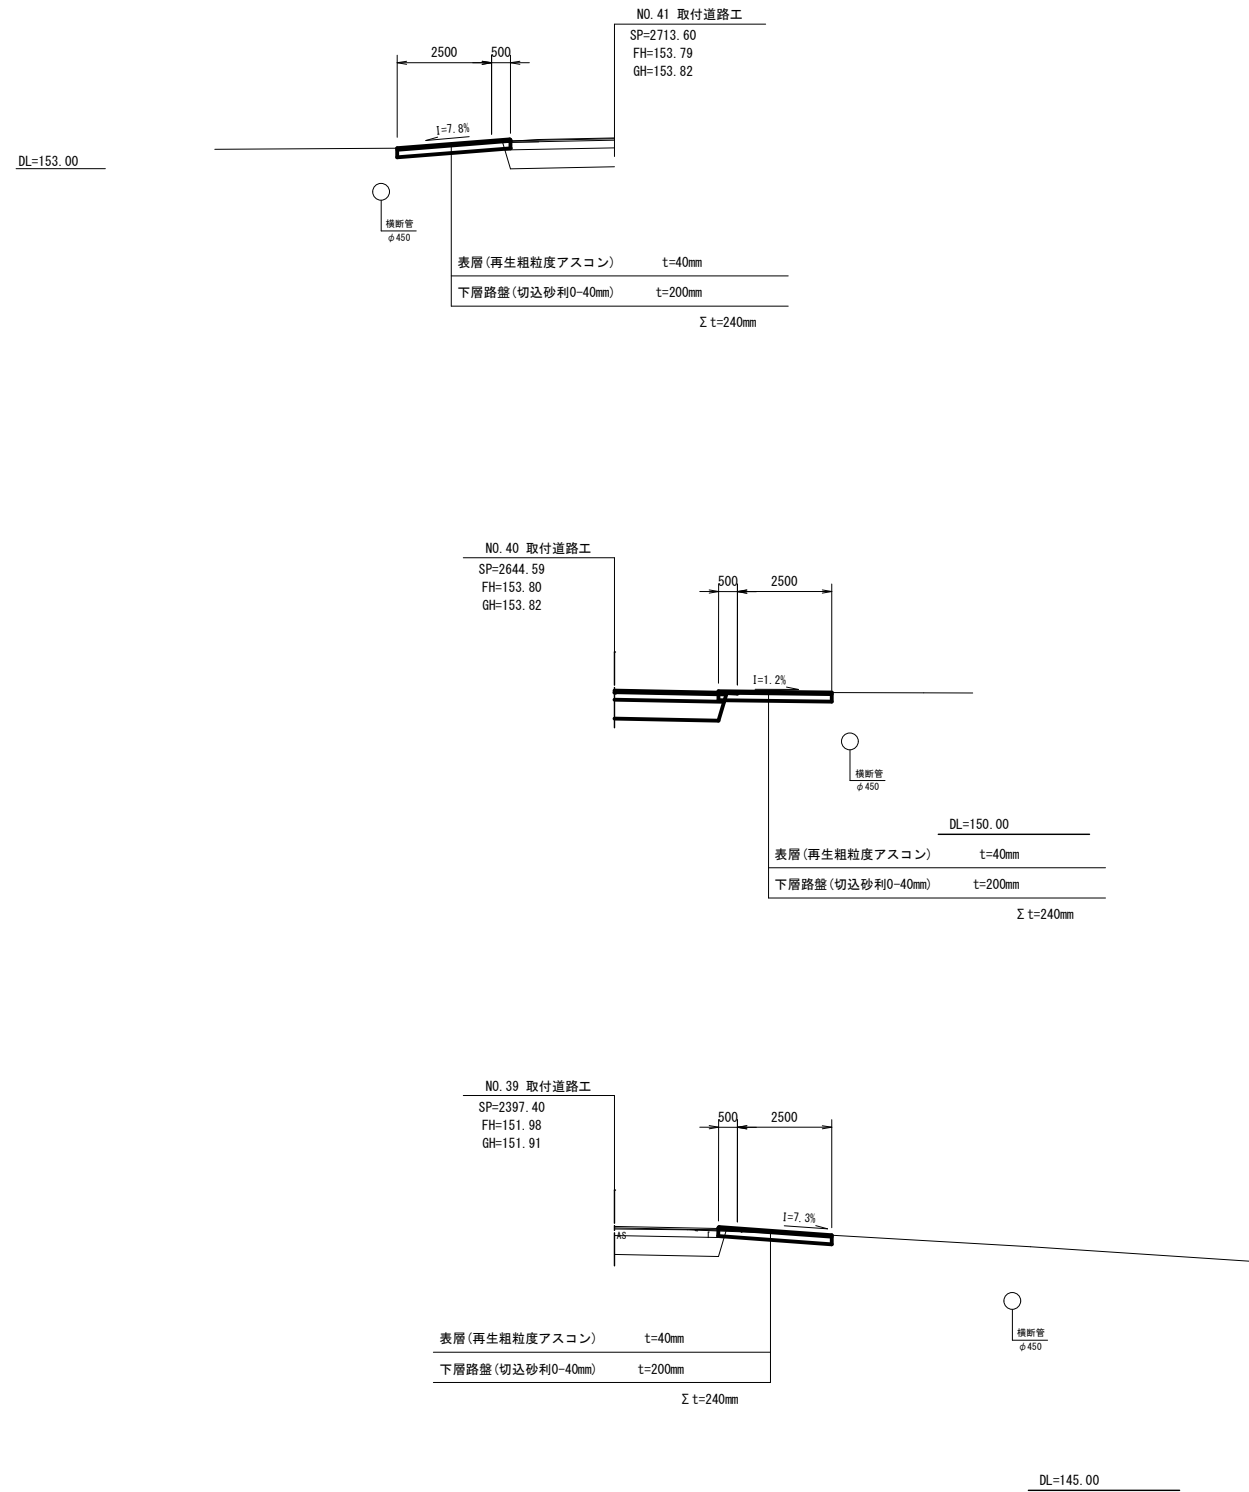 NO.41 取付道路工
SP=2713.60
FH=153.79
GH=153.82
2500 500
I=7.8%
DL=153.00
横断管
φ450
表層(再生粗粒度アスコン) t=40mm
下層路盤(切込砂利0-40mm) t=200mm
Σt=240mm
NO.40 取付道路工
SP=2644.59
FH=153.80
GH=153.82
500 2500
I=1.2%
横断管
φ450
DL=150.00
表層(再生粗粒度アスコン) t=40mm
下層路盤(切込砂利0-40mm) t=200mm
Σt=240mm
NO.39 取付道路工
SP=2397.40
FH=151.98
GH=151.91
500 2500
I=7.3%
AS
横断管
φ450
表層(再生粗粒度アスコン) t=40mm
下層路盤(切込砂利0-40mm) t=200mm
Σt=240mm
DL=145.00